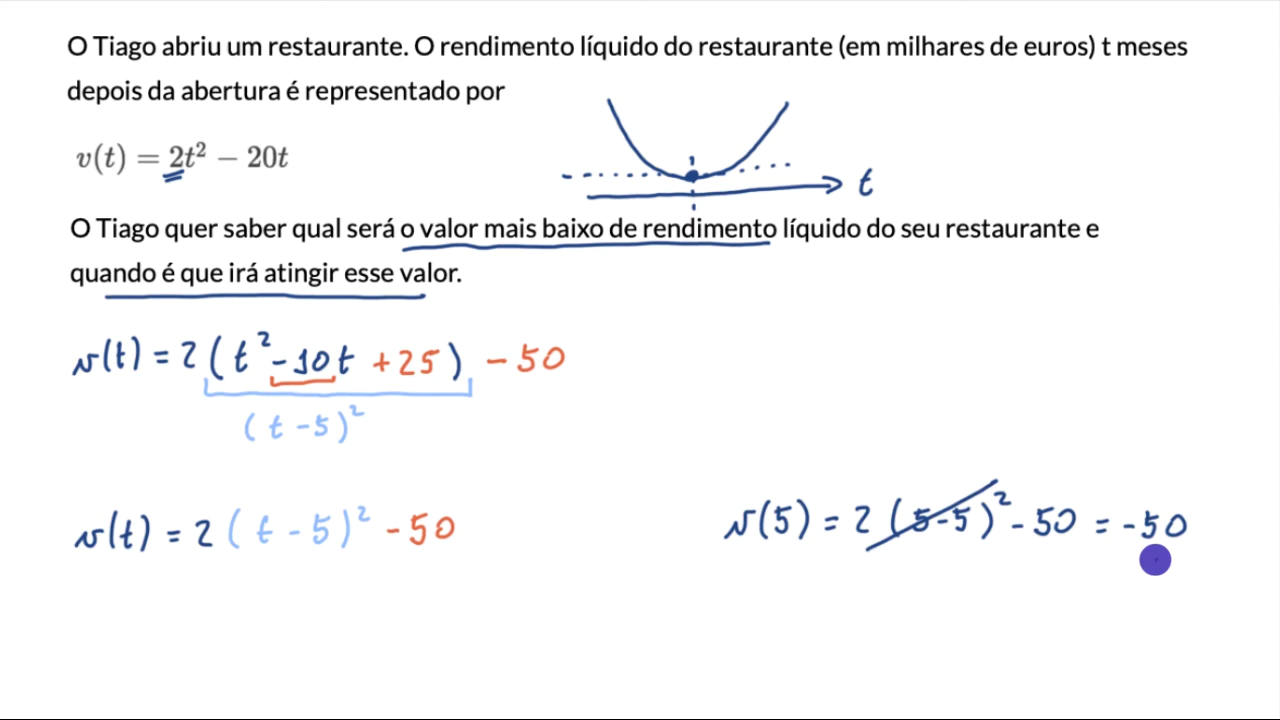 O Tiago abriu um restaurante. O rendimento líquido do restaurante (em milhares de euros) t meses
depois da abertura é representado por
v(t) = 2t² − 20t
t
O Tiago quer saber qual será o valor mais baixo de rendimento líquido do seu restaurante e
quando é que irá atingir esse valor.
v(t) = 2(t² -10t +25) -50
(t-5)²
v(t) = 2(t-5)² -50
v(5) = 2(5-5)² -50 = -50